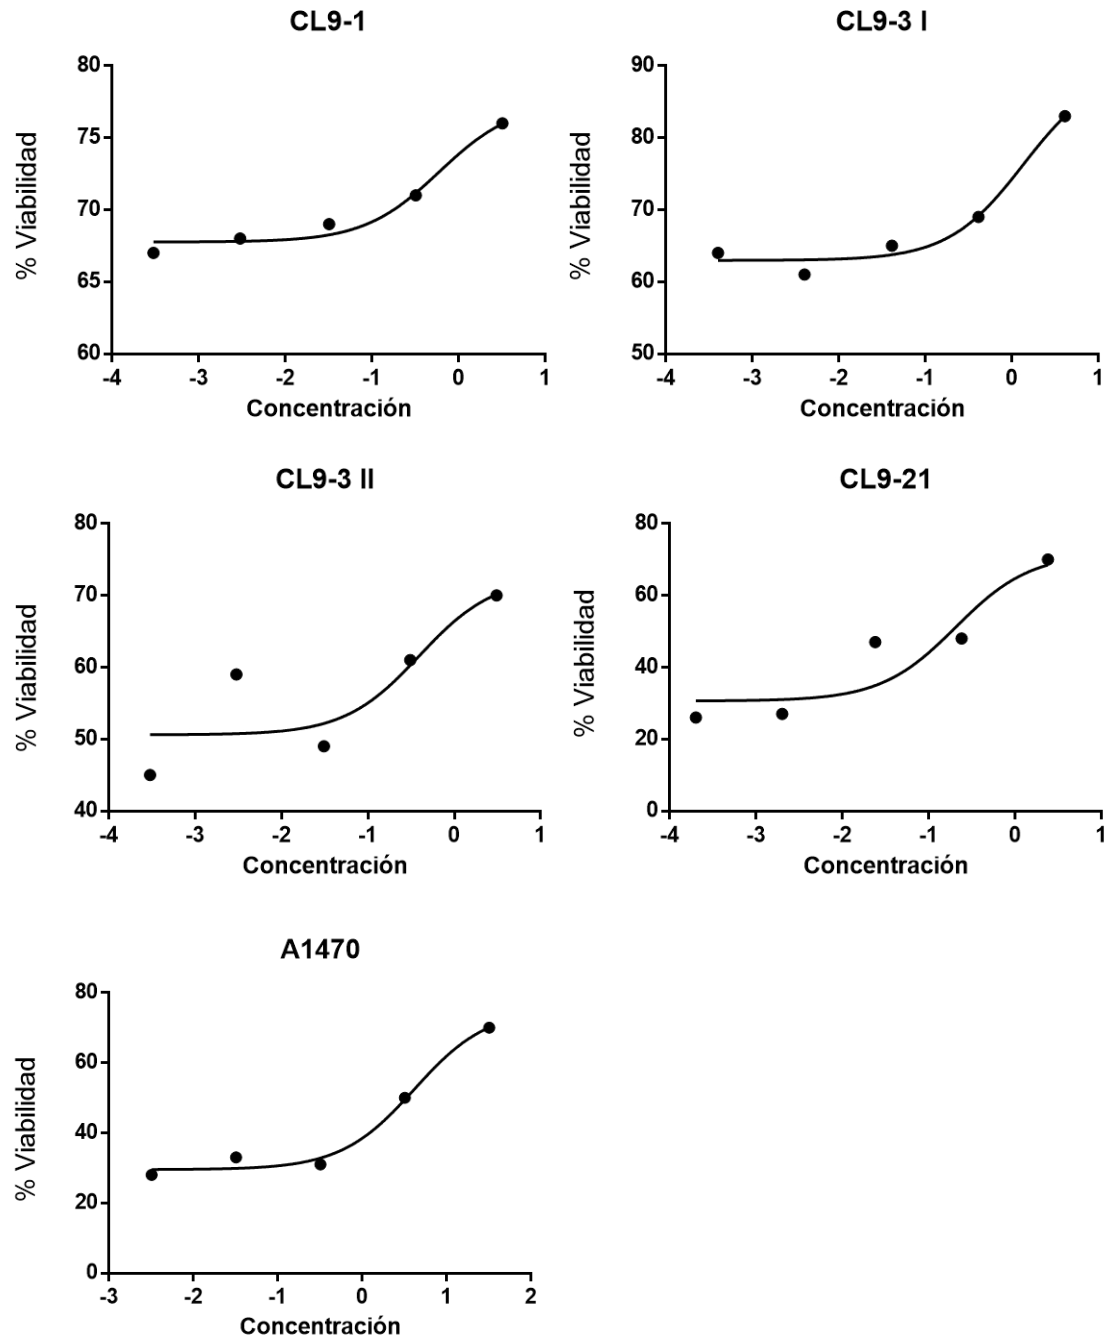 CL9-1
% Viabilidad
80
75
70
65
60
-4 -3 -2 -1 0 1
Concentración
CL9-3 I
% Viabilidad
90
80
70
60
50
-4 -3 -2 -1 0 1
Concentración
CL9-3 II
% Viabilidad
80
70
60
50
40
-4 -3 -2 -1 0 1
Concentración
CL9-21
% Viabilidad
80
60
40
20
0
-4 -3 -2 -1 0 1
Concentración
A1470
% Viabilidad
80
60
40
20
0
-3 -2 -1 0 1 2
Concentración